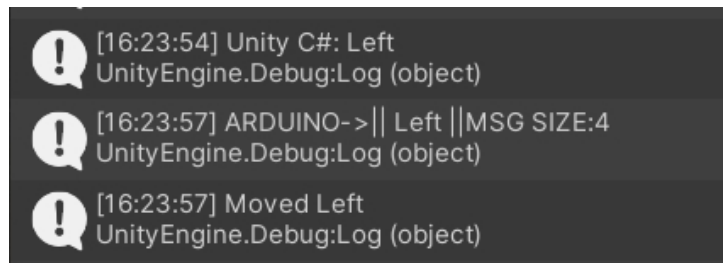 [16:23:54] Unity C#: Left
UnityEngine.Debug:Log (object)
[16:23:57] ARDUINO->|| Left ||MSG SIZE:4
UnityEngine.Debug:Log (object)
[16:23:57] Moved Left
UnityEngine.Debug:Log (object)